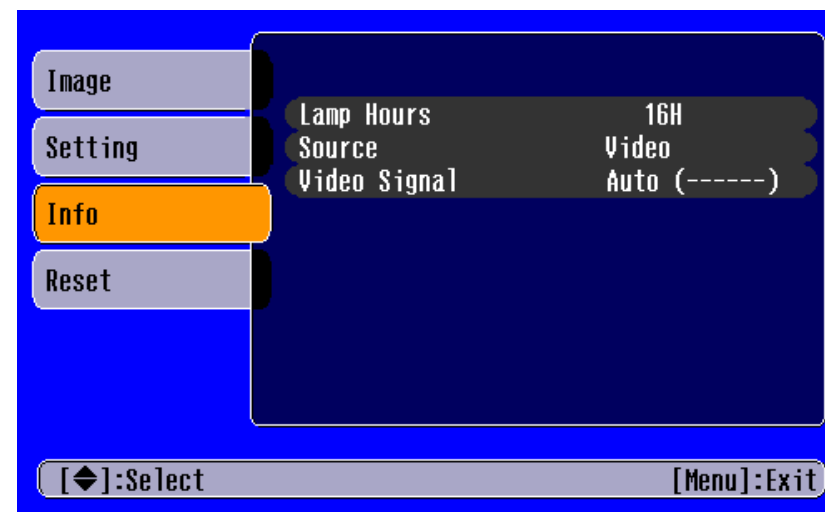 Image
Setting
Info
Reset
Lamp Hours 16H
Source Video
Video Signal Auto (------)
[◆]:Select [Menu]:Exit